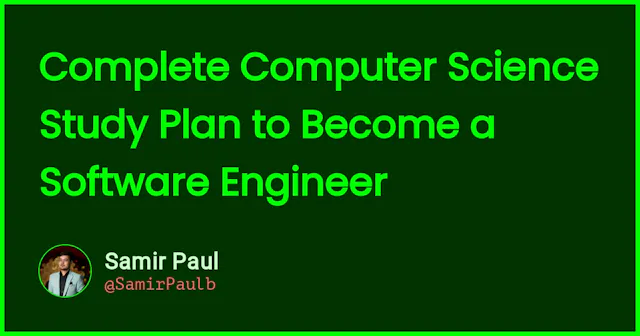 Complete Computer Science
Study Plan to Become a
Software Engineer
Samir Paul
@SamirPaulb